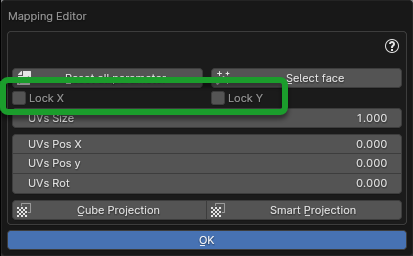 Mapping Editor
?
Reset all parameter
Select face
Lock X
Lock Y
UVs Size 1.000
UVs Pos X 0.000
UVs Pos y 0.000
UVs Rot 0.000
Cube Projection
Smart Projection
OK